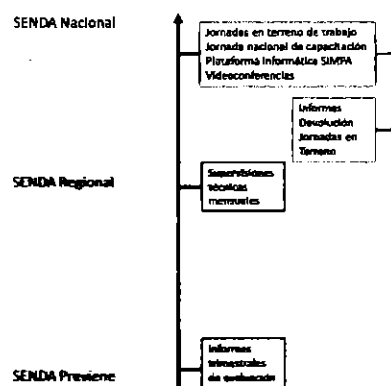 SENDA Nacional
Jornadas en terreno de trabajo
Jornada nacional de capacitación
Plataforma Informática SIMPA
Videoconferencias
Informes
Devolución
Jornadas en
Terreno
SENDA Regional
Supervisiones
técnicas
mensuales
Informes
trimestrales
de evaluación
SENDA Previene